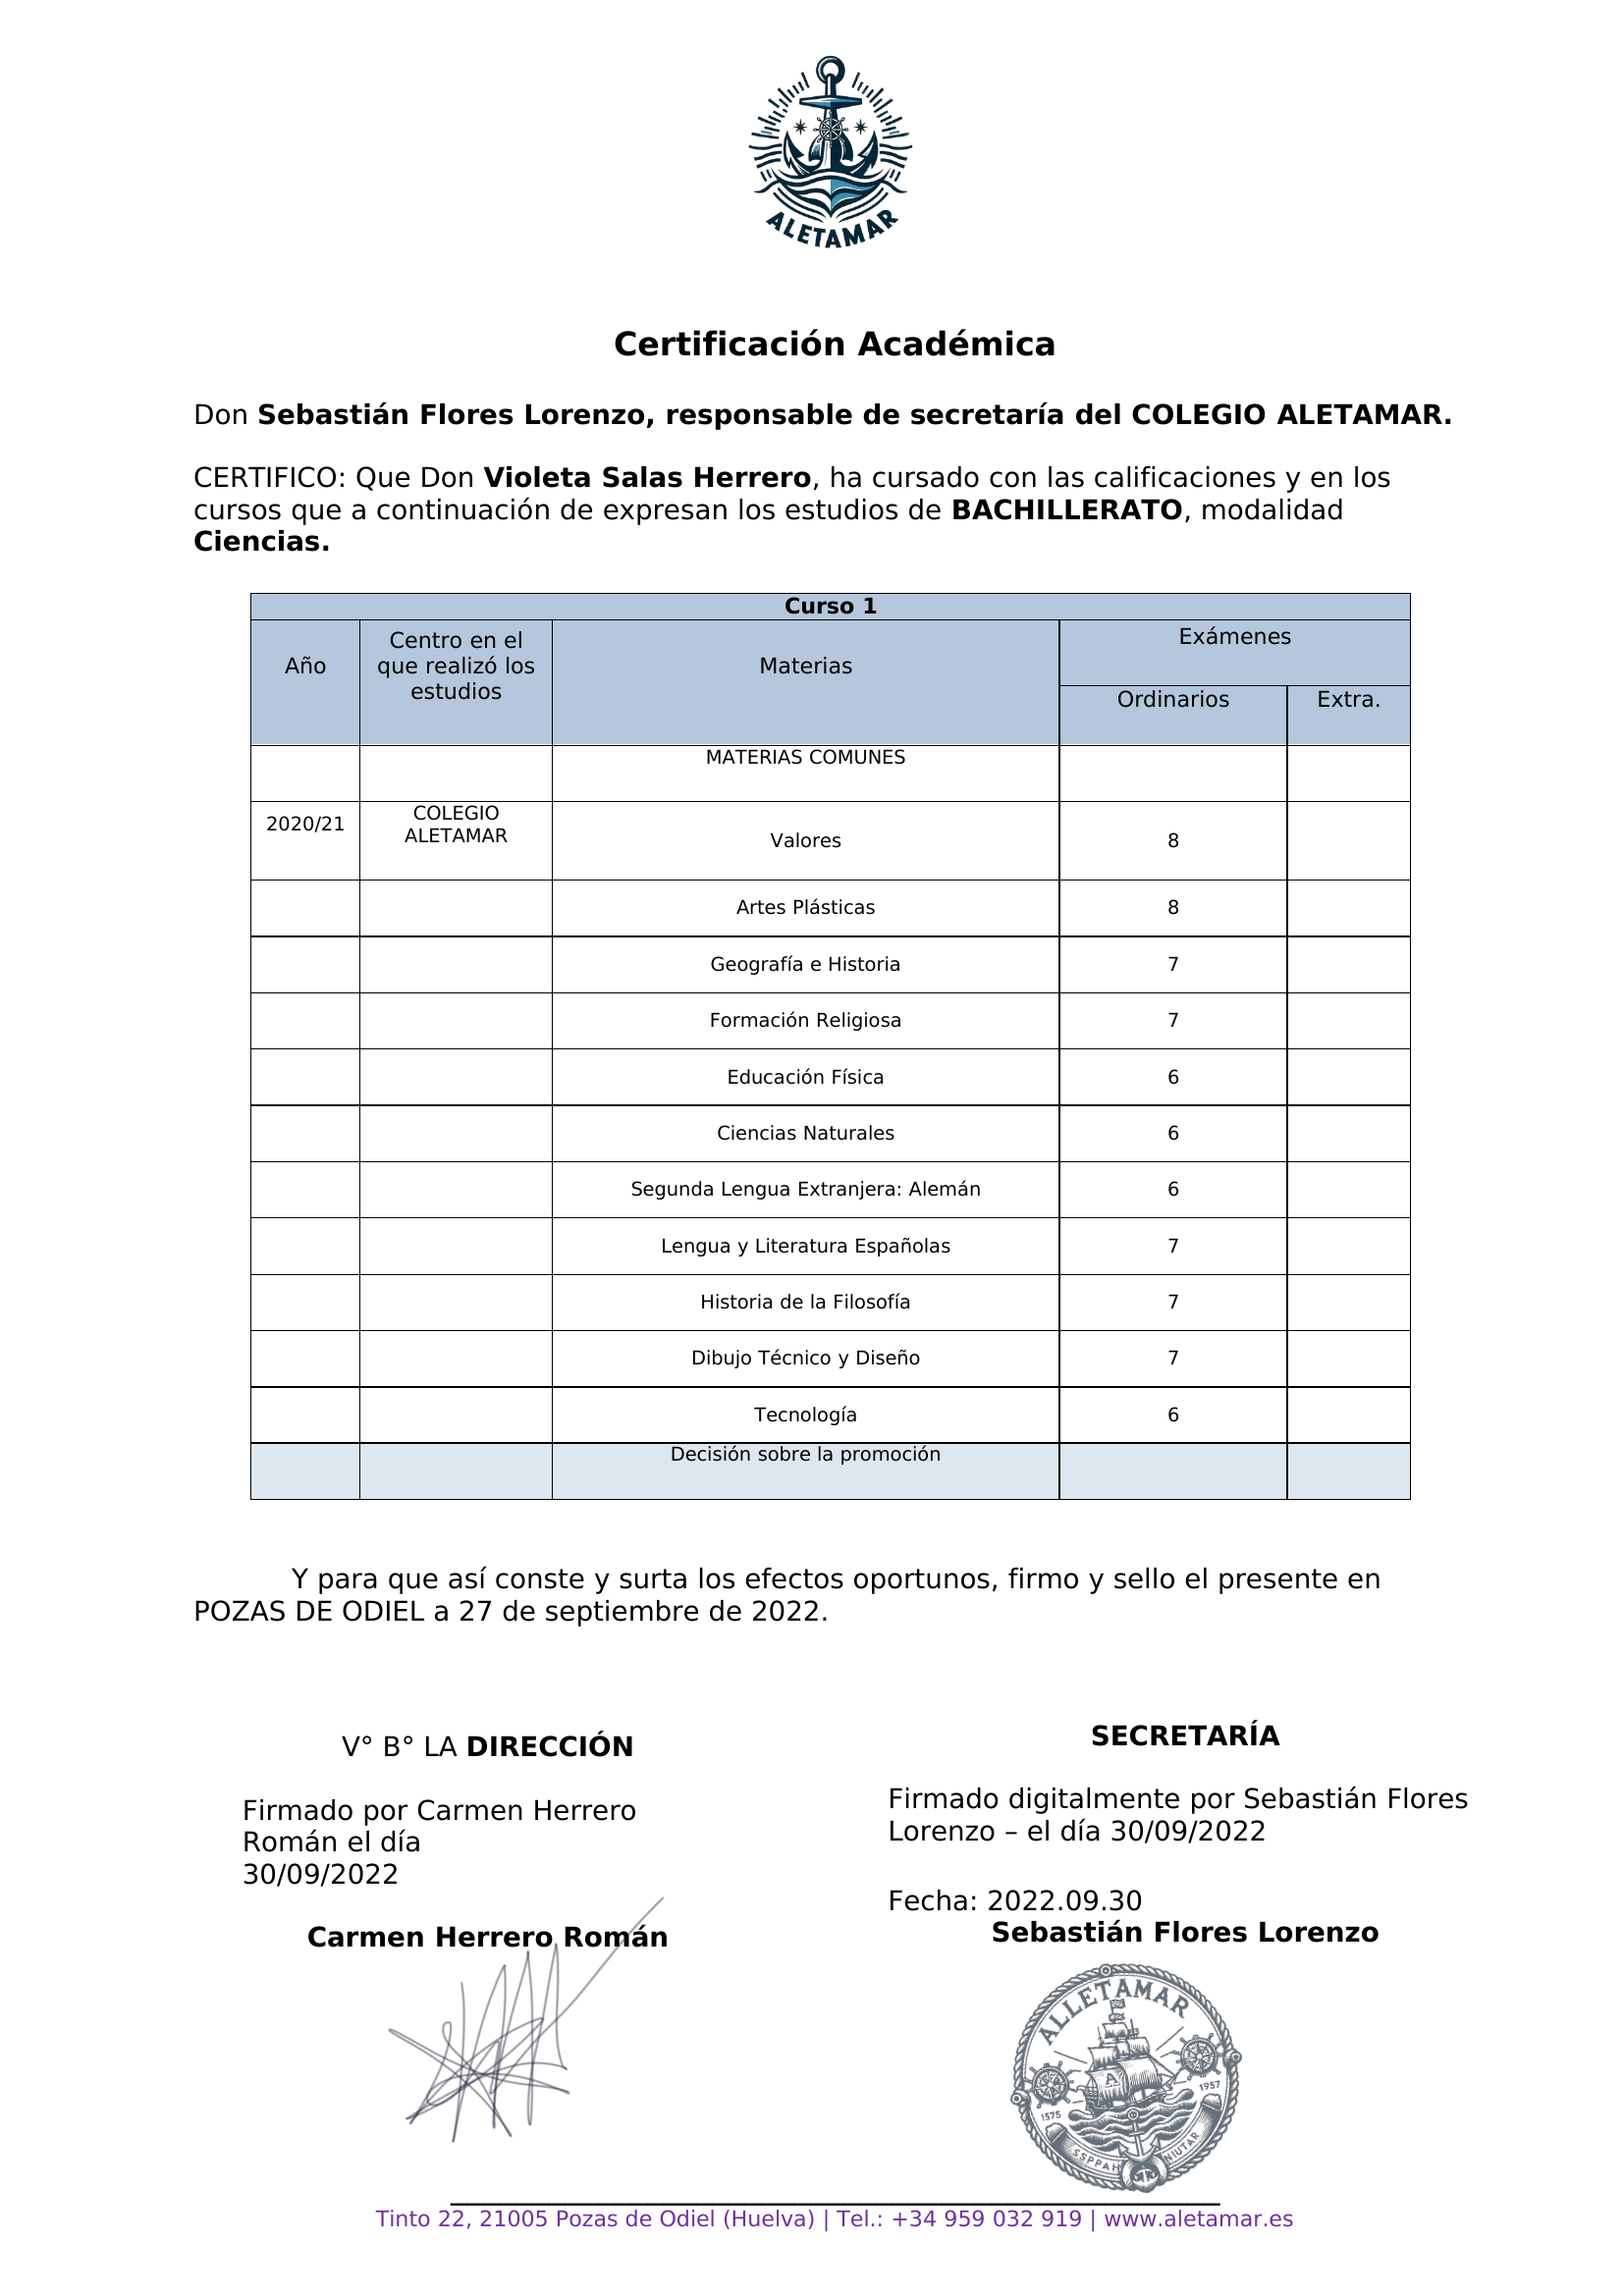 ALETAMAR
Certificación Académica
Don Sebastián Flores Lorenzo, responsable de secretaría del COLEGIO ALETAMAR.
CERTIFICO: Que Don Violeta Salas Herrero, ha cursado con las calificaciones y en los
cursos que a continuación de expresan los estudios de BACHILLERATO, modalidad
Ciencias.
Curso 1
Año
Centro en el
que realizó los
estudios
Materias
Exámenes
Ordinarios
Extra.
MATERIAS COMUNES
2020/21
COLEGIO
ALETAMAR
Valores 8
Artes Plásticas 8
Geografía e Historia 7
Formación Religiosa 7
Educación Física 6
Ciencias Naturales 6
Segunda Lengua Extranjera: Alemán 6
Lengua y Literatura Españolas 7
Historia de la Filosofía 7
Dibujo Técnico y Diseño 7
Tecnología 6
Decisión sobre la promoción
Y para que así conste y surta los efectos oportunos, firmo y sello el presente en
POZAS DE ODIEL a 27 de septiembre de 2022.
V° B° LA DIRECCIÓN
Firmado por Carmen Herrero
Román el día
30/09/2022
Carmen Herrero Román
SECRETARÍA
Firmado digitalmente por Sebastián Flores
Lorenzo – el día 30/09/2022
Fecha: 2022.09.30
Sebastián Flores Lorenzo
ALLETAMAR
A
1575
1957
SSPPAH
NIUTAR
Tinto 22, 21005 Pozas de Odiel (Huelva) | Tel.: +34 959 032 919 | www.aletamar.es